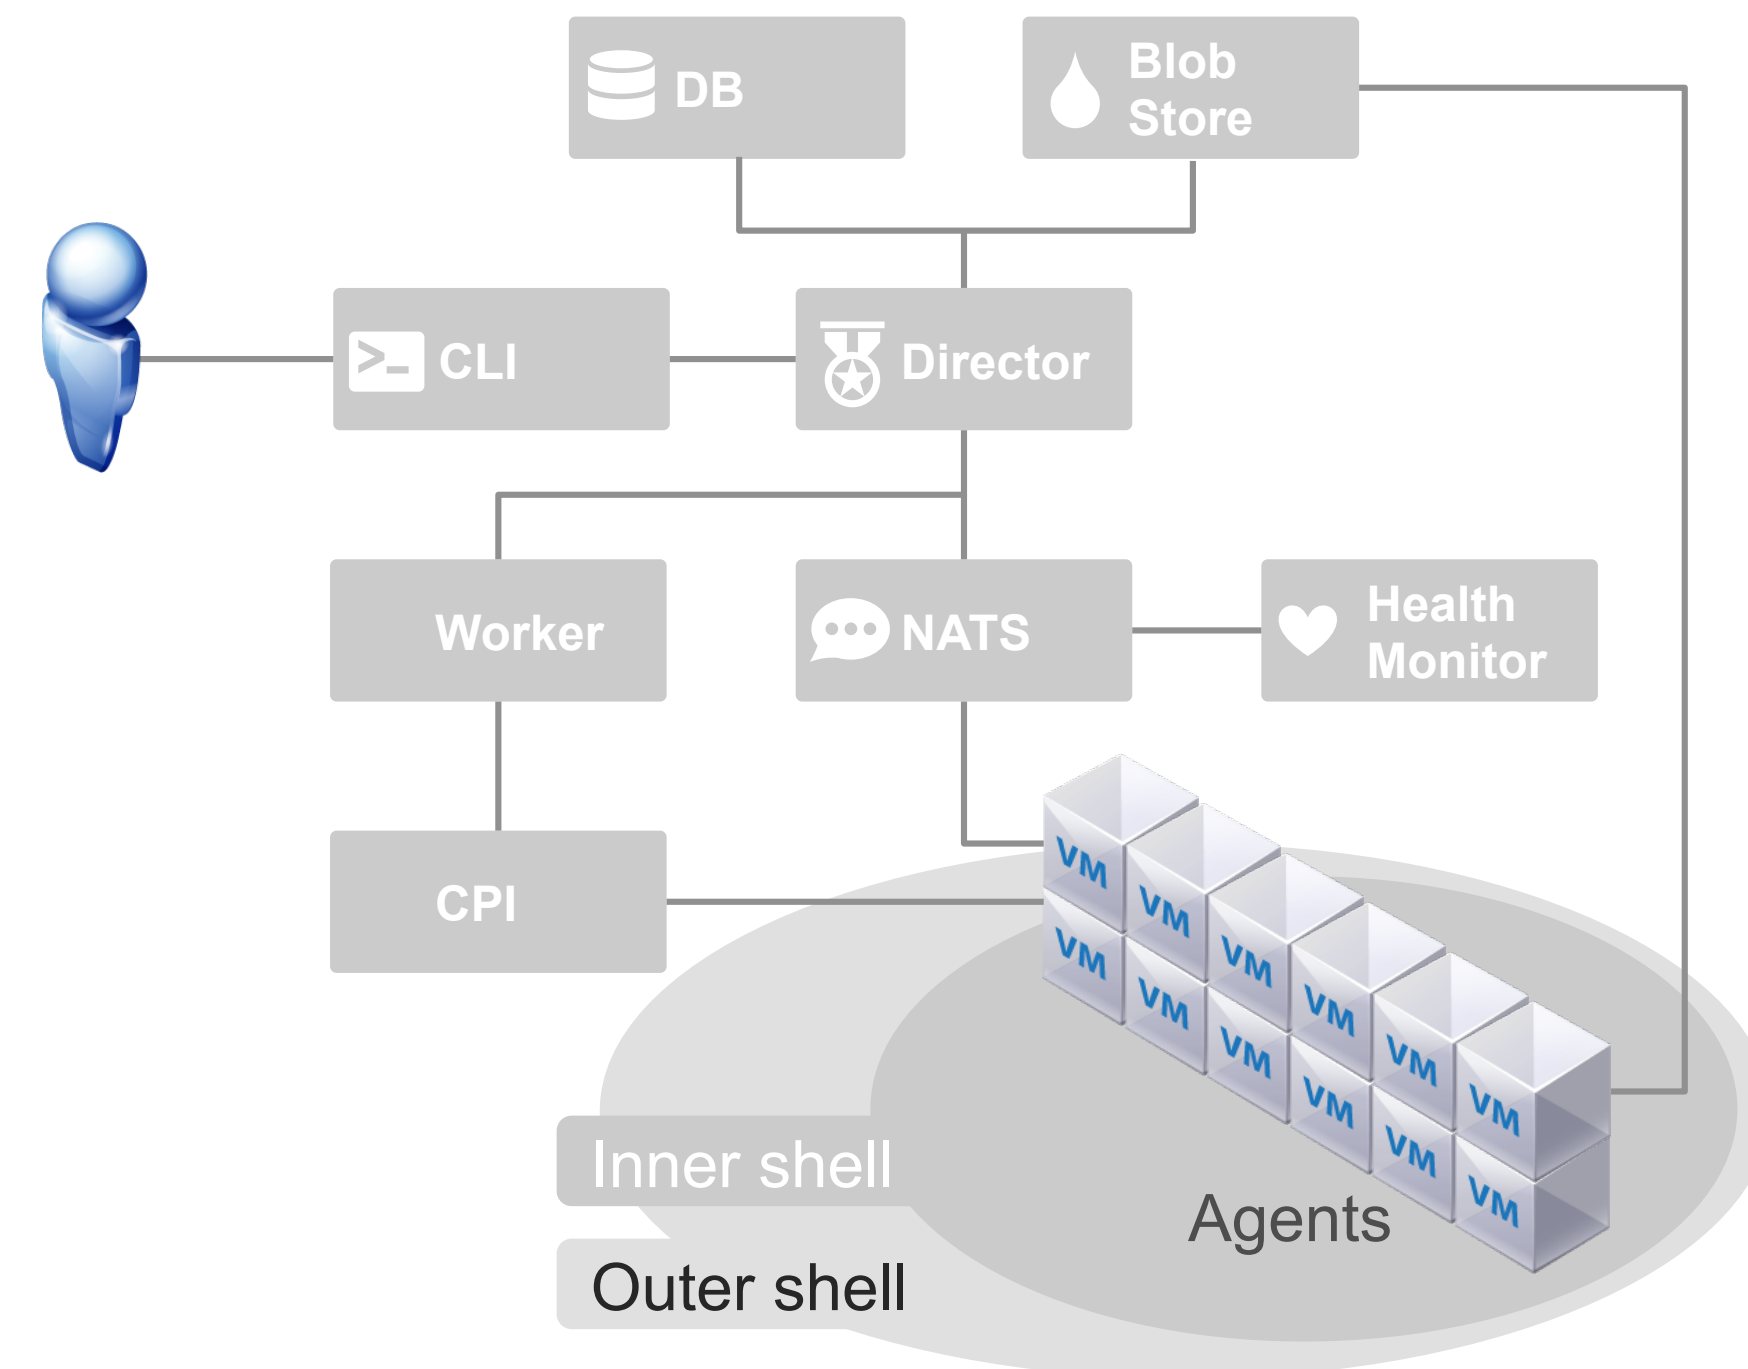 DB
Blob
Store
>_ CLI
Director
Worker
NATS
Health
Monitor
CPI
VM
VM
VM
VM
VM
VM
VM
VM
VM
VM
VM
VM
Inner shell
Agents
Outer shell